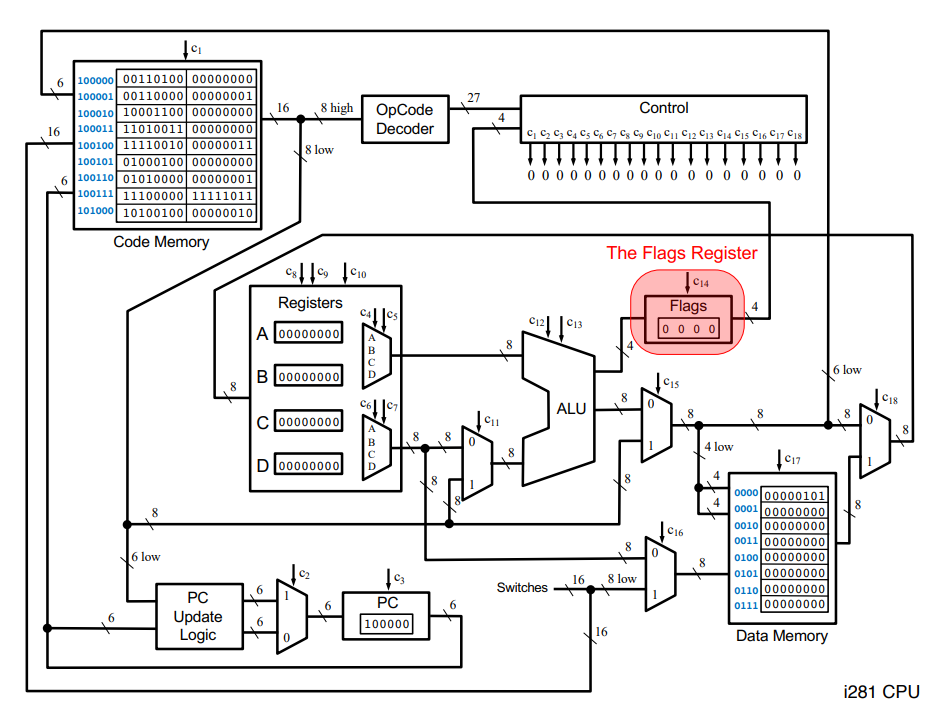 c1
6
16
6
100000 00110100 00000000
100001 00110000 00000001
100010 10001100 00000000
100011 11010011 00000000
100100 11110010 00000011
100101 01000100 00000000
100110 01010000 00000001
100111 11100000 11111011
101000 10100100 00000010
Code Memory
16
8 high
8 low
OpCode
Decoder
27
4
Control
c1 c2 c3 c4 c5 c6 c7 c8 c9 c10 c11 c12 c13 c14 c15 c16 c17 c18
0 0 0 0 0 0 0 0 0 0 0 0 0 0 0 0 0 0
The Flags Register
c14
Flags
0 0 0 0
4
4
c8 c9 c10
Registers
A 00000000
B 00000000
C 00000000
D 00000000
8
c4 c5
A
B
C
D
c6 c7
A
B
C
D
8
8
8
8
c11
0
1
8
8
c12 c13
ALU
8
8
c15
0
1
8
8
8
4 low
6 low
8
c18
0
1
8
8
4
4
c17
0000 00000101
0001 00000000
0010 00000000
0011 00000000
0100 00000000
0101 00000000
0110 00000000
0111 00000000
Data Memory
8
6 low
8
c16
0
1
8
Switches
16
8 low
16
6
PC
Update
Logic
6
6
c2
1
0
6
c3
PC
100000
6
i281 CPU